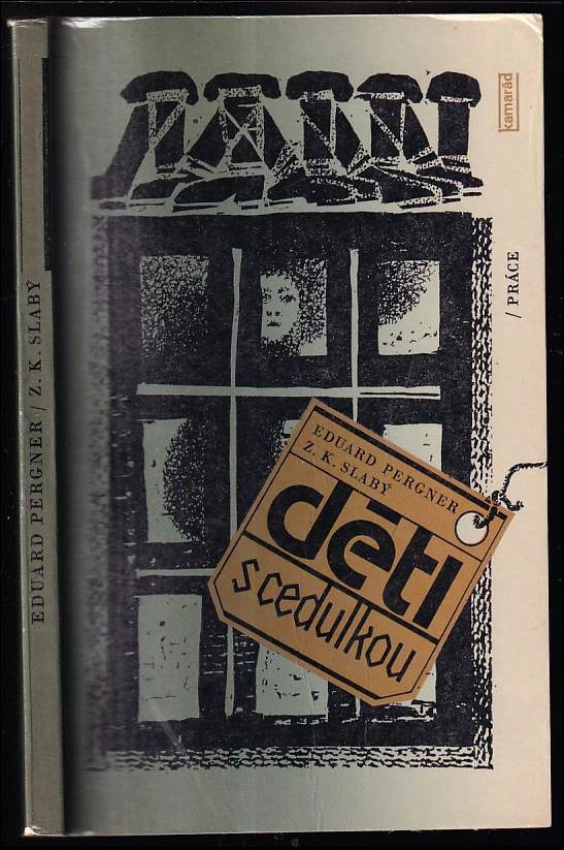 EDUARD PERGNER / Z. K. SLABÝ
kamarád
/ PRÁCE
EDUARD PERGNER
Z. K. SLABÝ
děti
s cedulkou